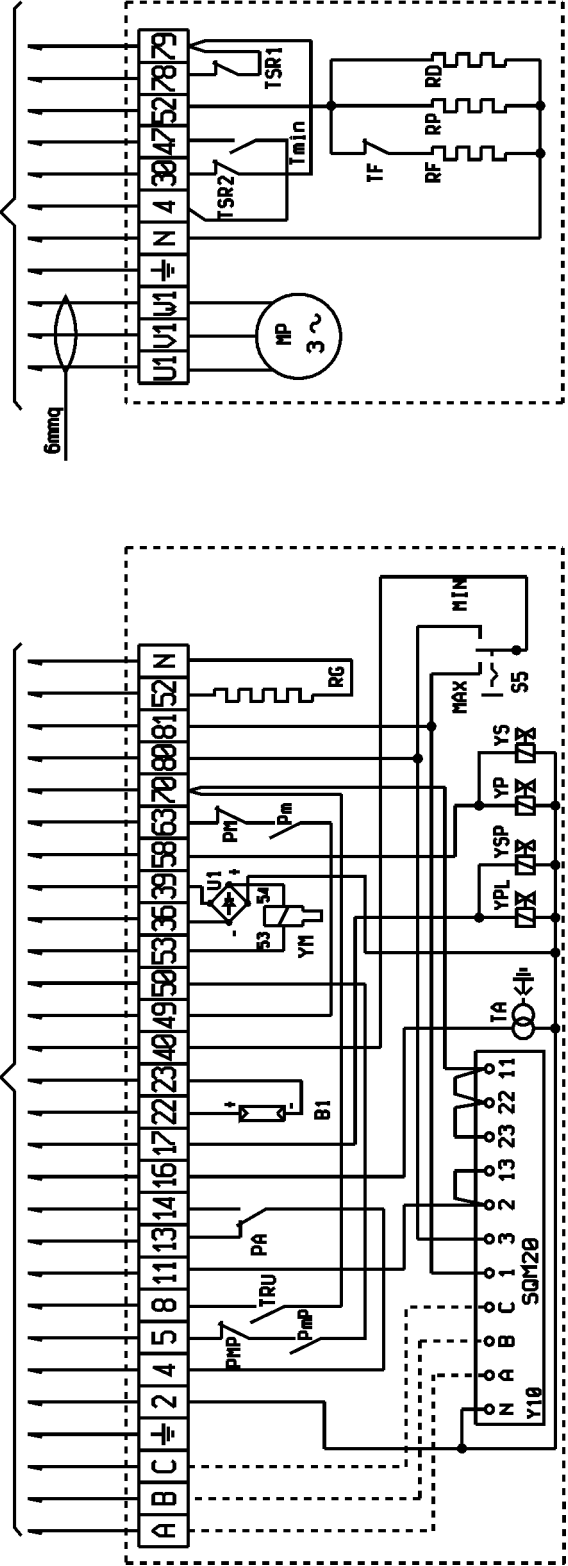 79
78
52
47
30
4
N
W1
V1
U1
6mmq
TSR1
TSR2
Tmin
MP
3 ~
RD
RP
RF
TF
N
52
81
80
70
63
58
39
36
53
50
49
40
23
22
17
16
14
13
11
8
5
4
2
C
B
A
RG
PM
Pm
U1
+
-
54
53
YM
+
-
B1
PA
TRU
PMP
PmP
MIN
MAX
S5
YS
YP
YSP
YPL
TA
11
22
23
13
2
3
1
C
B
A
N
SQM20
Y10